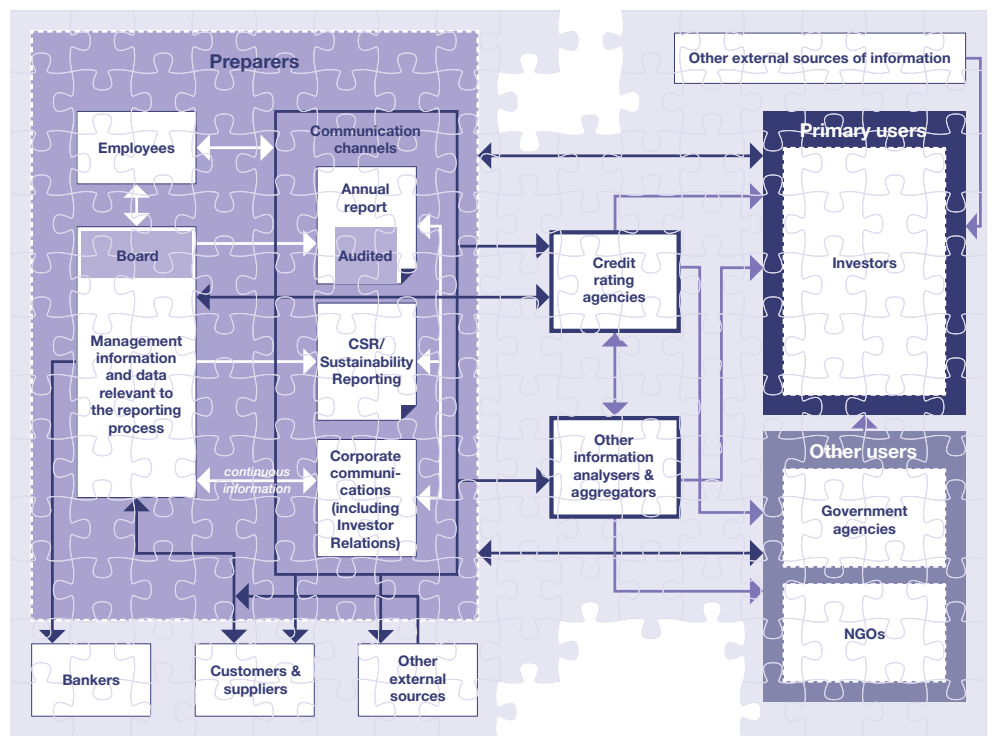 Preparers
Employees
Board
Management
information
and data
relevant to
the reporting
process
Communication
channels
Annual
report
Audited
CSR/
Sustainability
Reporting
continuous
information
Corporate
communi-
cations
(including
Investor
Relations)
Bankers
Customers &
suppliers
Other
external
sources
Credit
rating
agencies
Other
information
analysers &
aggregators
Other external sources of information
Primary users
Investors
Other users
Government
agencies
NGOs